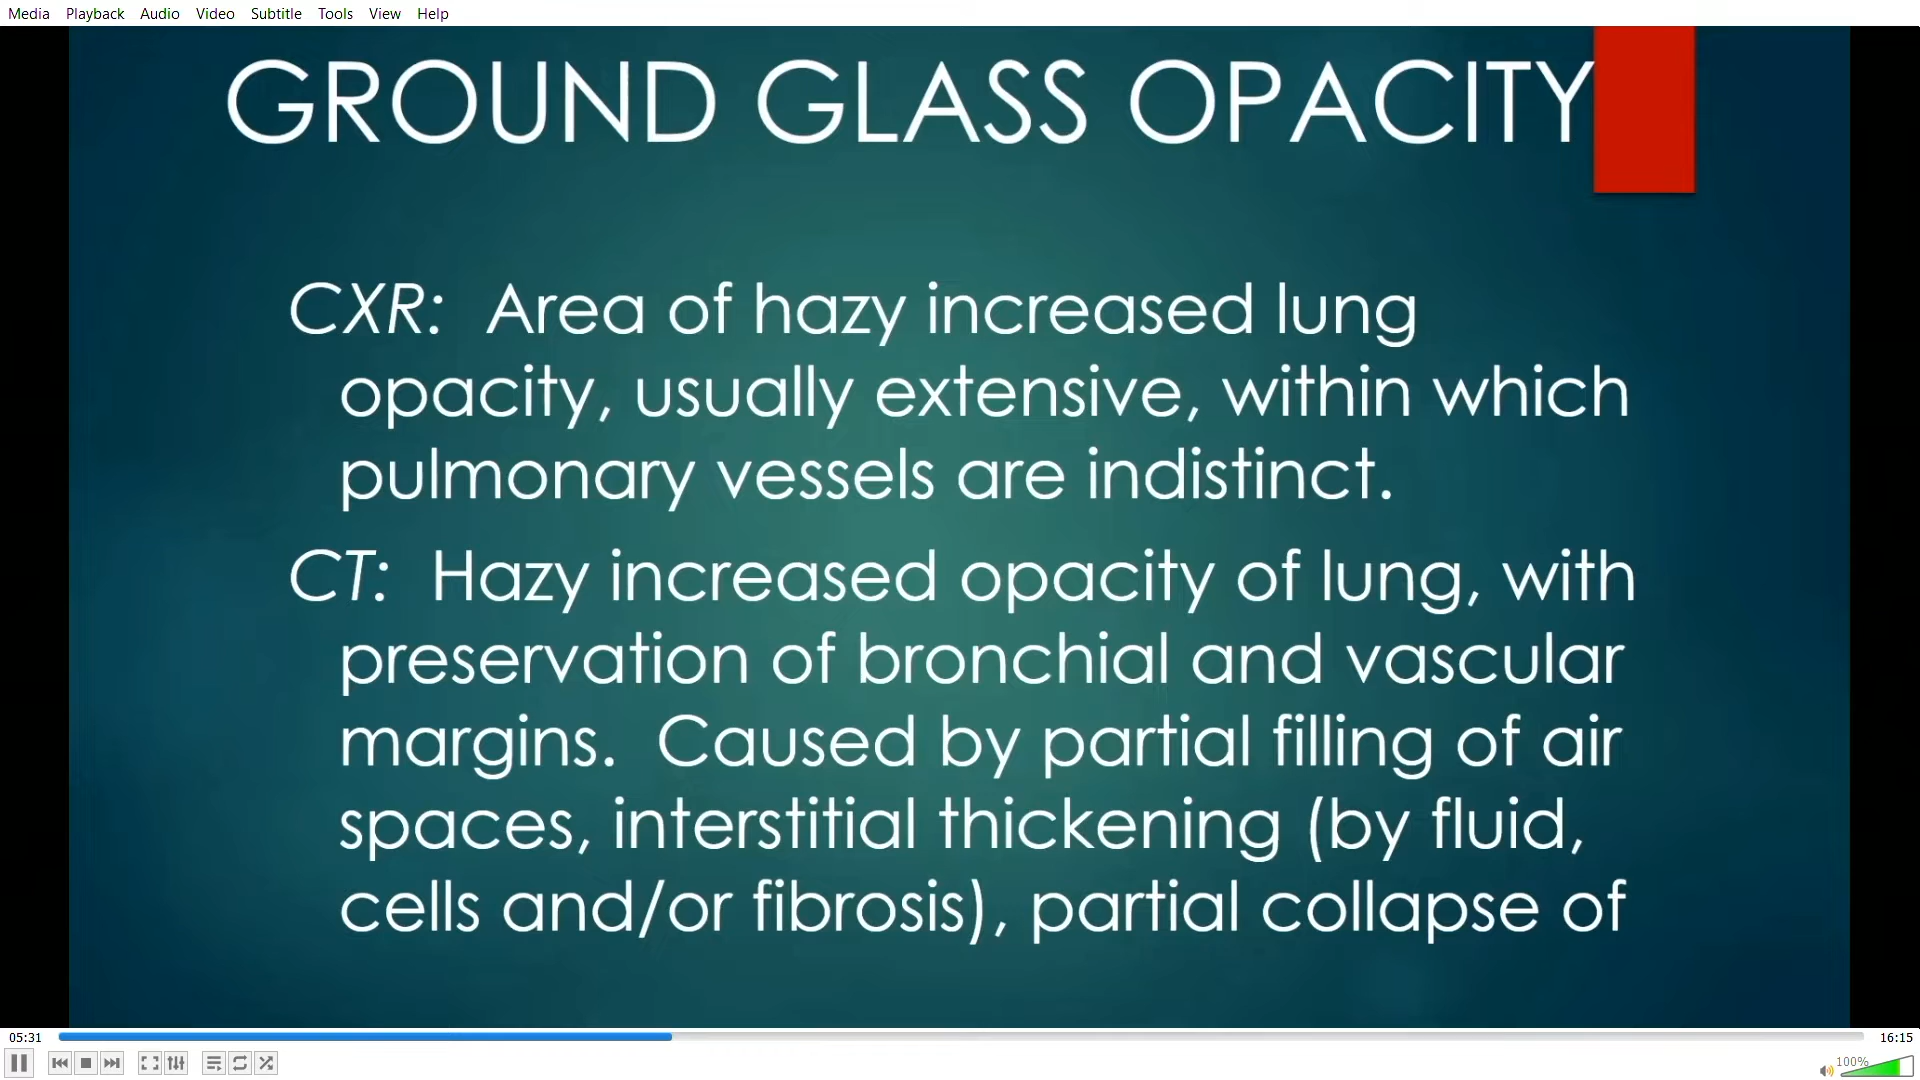 Media Playback Audio Video Subtitle Tools View Help
GROUND GLASS OPACITY
CXR: Area of hazy increased lung
opacity, usually extensive, within which
pulmonary vessels are indistinct.
CT: Hazy increased opacity of lung, with
preservation of bronchial and vascular
margins. Caused by partial filling of air
spaces, interstitial thickening (by fluid,
cells and/or fibrosis), partial collapse of
05:31 16:15
100%